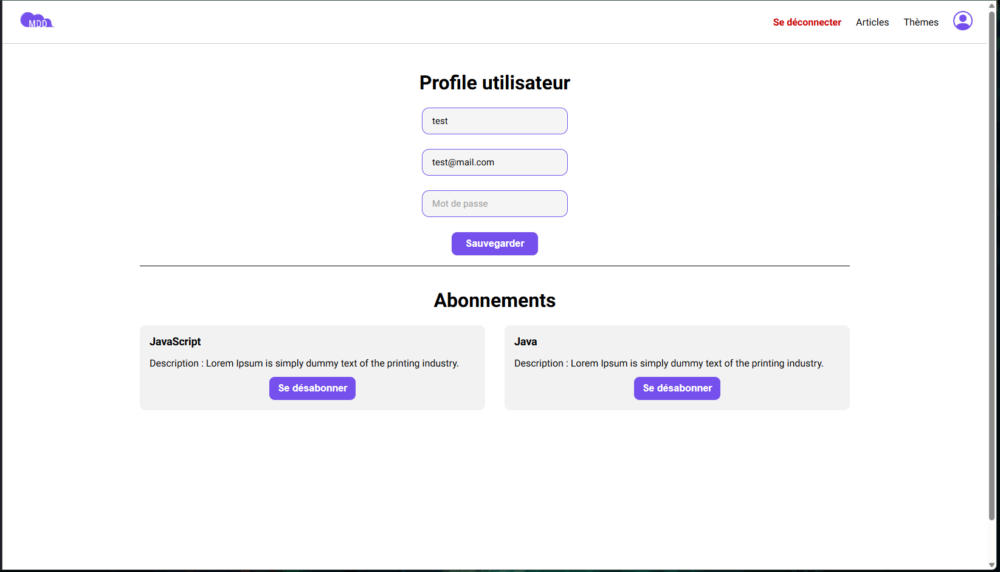 MDD
Se déconnecter Articles Thèmes
Profile utilisateur
test
test@mail.com
Mot de passe
Sauvegarder
Abonnements
JavaScript
Description : Lorem Ipsum is simply dummy text of the printing industry.
Se désabonner
Java
Description : Lorem Ipsum is simply dummy text of the printing industry.
Se désabonner